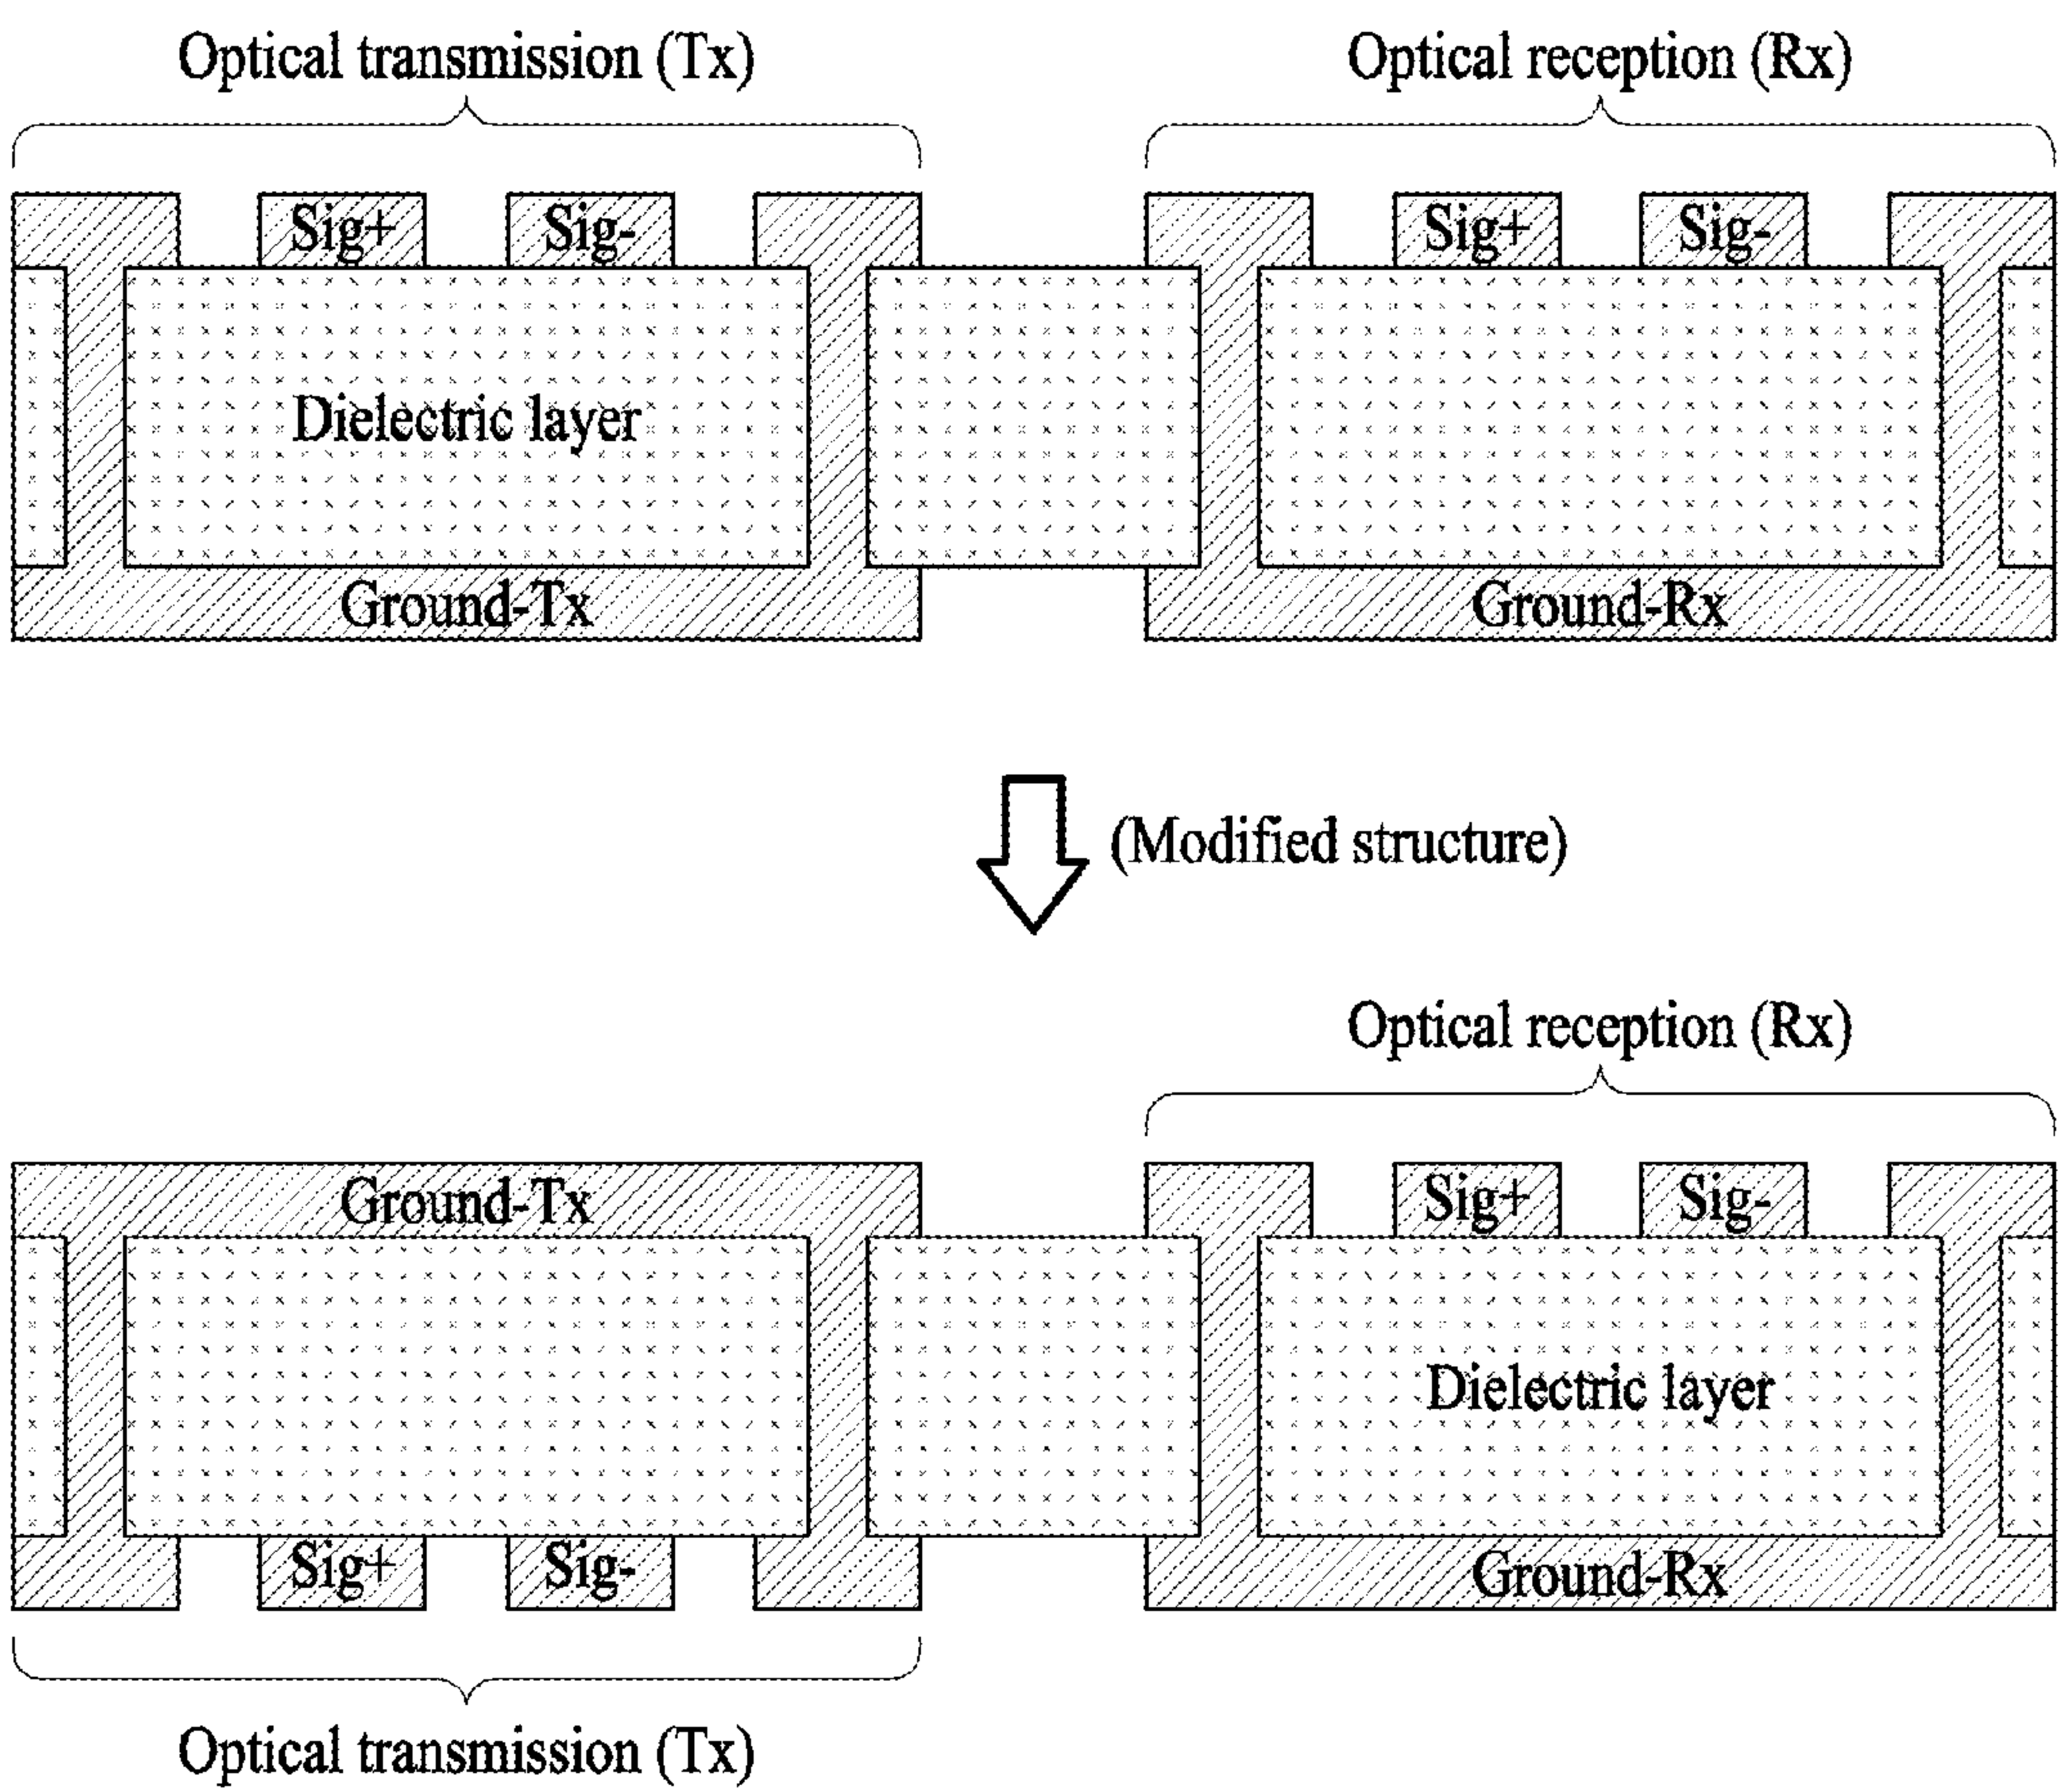 Optical transmission (Tx)
Optical reception (Rx)
Sig+
Sig-
Sig+
Sig-
Dielectric layer
Ground-Tx
Ground-Rx
(Modified structure)
Optical reception (Rx)
Ground-Tx
Sig+
Sig-
Dielectric layer
Sig+
Sig-
Ground-Rx
Optical transmission (Tx)